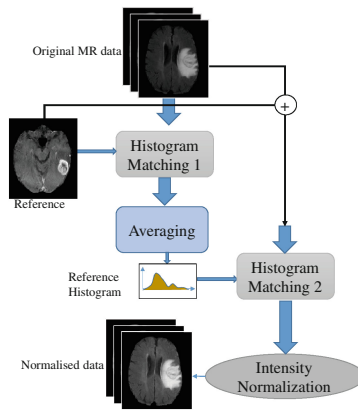 Original MR data
+
Histogram
Matching 1
Reference
Averaging
Reference
Histogram
Histogram
Matching 2
Normalised data
Intensity
Normalization